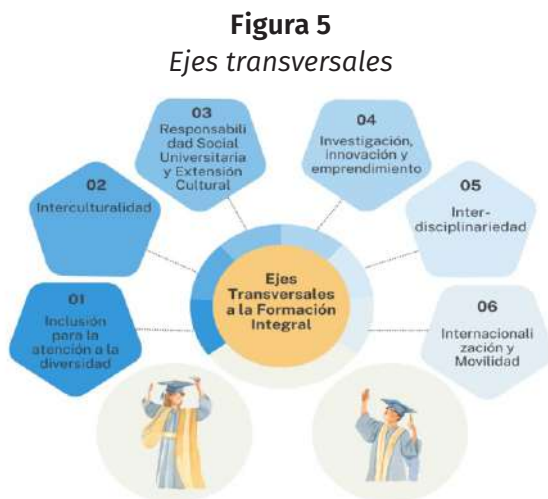 Figura 5
Ejes transversales
03
Responsabili
dad Social
Universitaria
y Extensión
Cultural
04
Investigación,
innovación y
emprendimiento
02
Interculturalidad
05
Inter-
disciplinariedad
Ejes
Transversales
a la Formación
Integral
01
Inclusión
para la
atención a la
diversidad
06
Internacionali
zación y
Movilidad